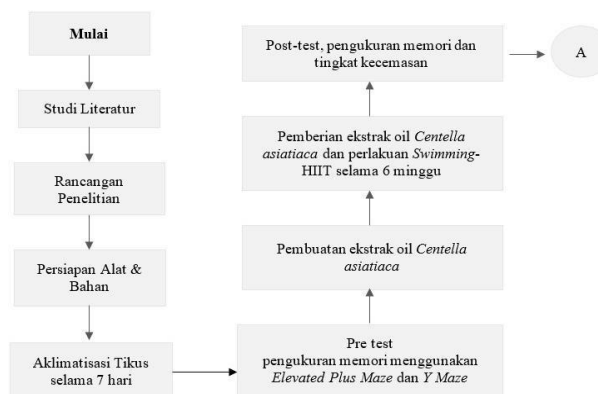 Mulai
Studi Literatur
Rancangan
Penelitian
Persiapan Alat &
Bahan
Aklimatisasi Tikus
selama 7 hari
Pre test
pengukuran memori menggunakan
Elevated Plus Maze dan Y Maze
Pembuatan ekstrak oil Centella
asiatiaca
Pemberian ekstrak oil Centella
asiatiaca dan perlakuan Swimming-
HIIT selama 6 minggu
Post-test, pengukuran memori dan
tingkat kecemasan
A